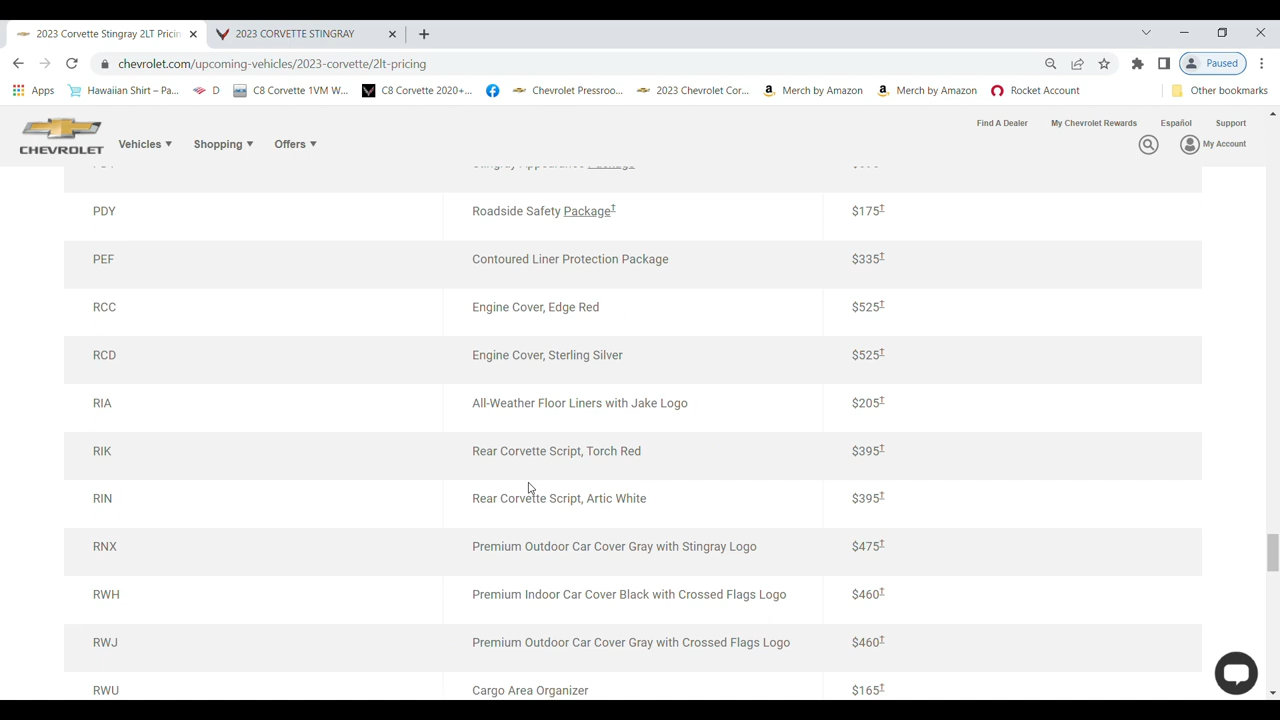 2023 Corvette Stingray 2LT Pricin
2023 CORVETTE STINGRAY
chevrolet.com/upcoming-vehicles/2023-corvette/2lt-pricing
Paused
Apps
Hawaiian Shirt – Pa...
D
C8 Corvette 1VM W...
C8 Corvette 2020+...
Chevrolet Pressroo...
2023 Chevrolet Cor...
Merch by Amazon
Merch by Amazon
Rocket Account
Other bookmarks
Find A Dealer My Chevrolet Rewards Español Support
CHEVROLET
Vehicles ▼ Shopping ▼ Offers ▼
My Account
PDY Roadside Safety Package† $175†
PEF Contoured Liner Protection Package $335†
RCC Engine Cover, Edge Red $525†
RCD Engine Cover, Sterling Silver $525†
RIA All-Weather Floor Liners with Jake Logo $205†
RIK Rear Corvette Script, Torch Red $395†
RIN Rear Corvette Script, Artic White $395†
RNX Premium Outdoor Car Cover Gray with Stingray Logo $475†
RWH Premium Indoor Car Cover Black with Crossed Flags Logo $460†
RWJ Premium Outdoor Car Cover Gray with Crossed Flags Logo $460†
RWU Cargo Area Organizer $165†